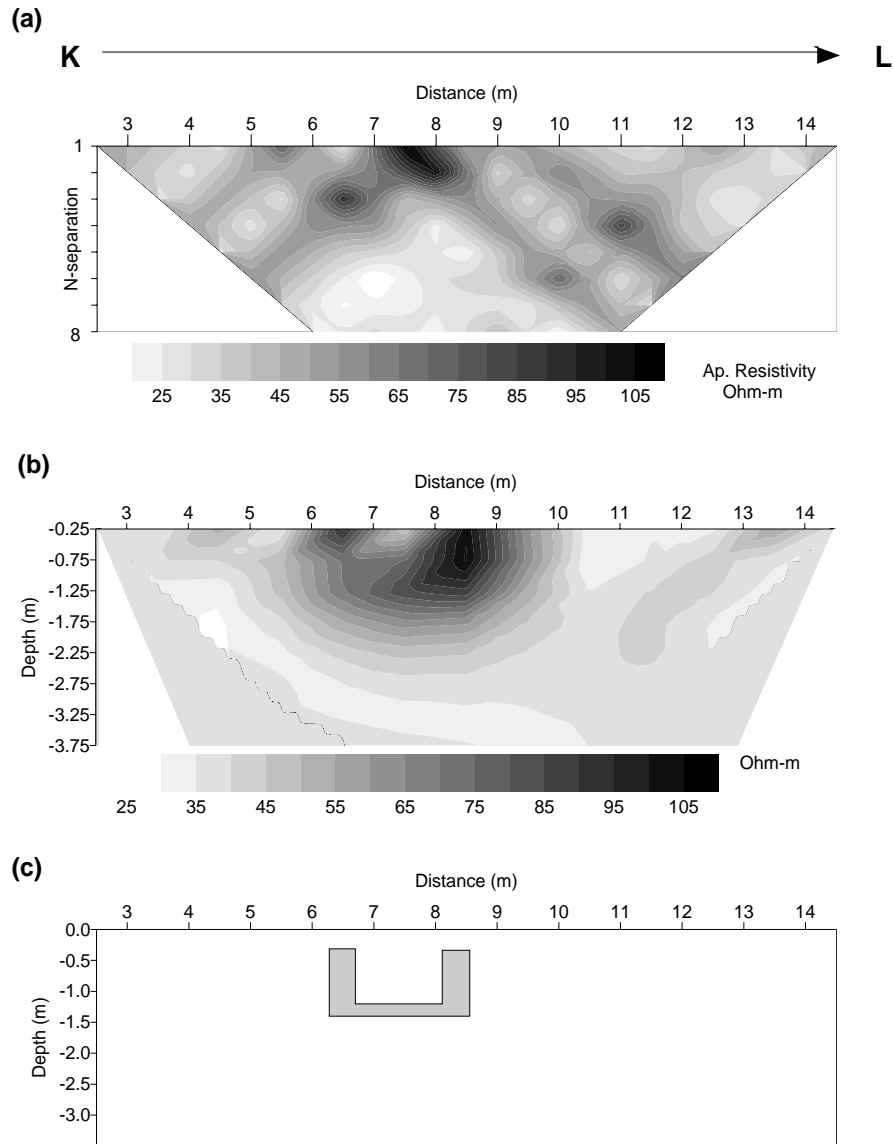 (a)
K L
Distance (m)
3 4 5 6 7 8 9 10 11 12 13 14
1
N-separation
8
25 35 45 55 65 75 85 95 105
Ap. Resistivity
Ohm-m
(b)
Distance (m)
3 4 5 6 7 8 9 10 11 12 13 14
-0.25
-0.75
-1.25
-1.75
-2.25
-2.75
-3.25
-3.75
Depth (m)
Ohm-m
25 35 45 55 65 75 85 95 105
(c)
Distance (m)
3 4 5 6 7 8 9 10 11 12 13 14
0.0
-0.5
-1.0
-1.5
-2.0
-2.5
-3.0
Depth (m)